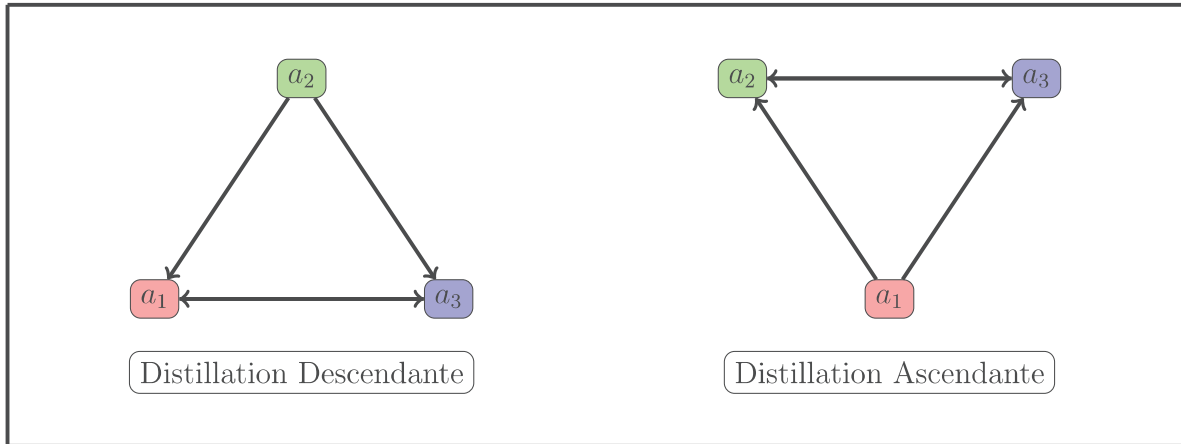 a₂
a₁
a₃
Distillation Descendante
a₂
a₃
a₁
Distillation Ascendante